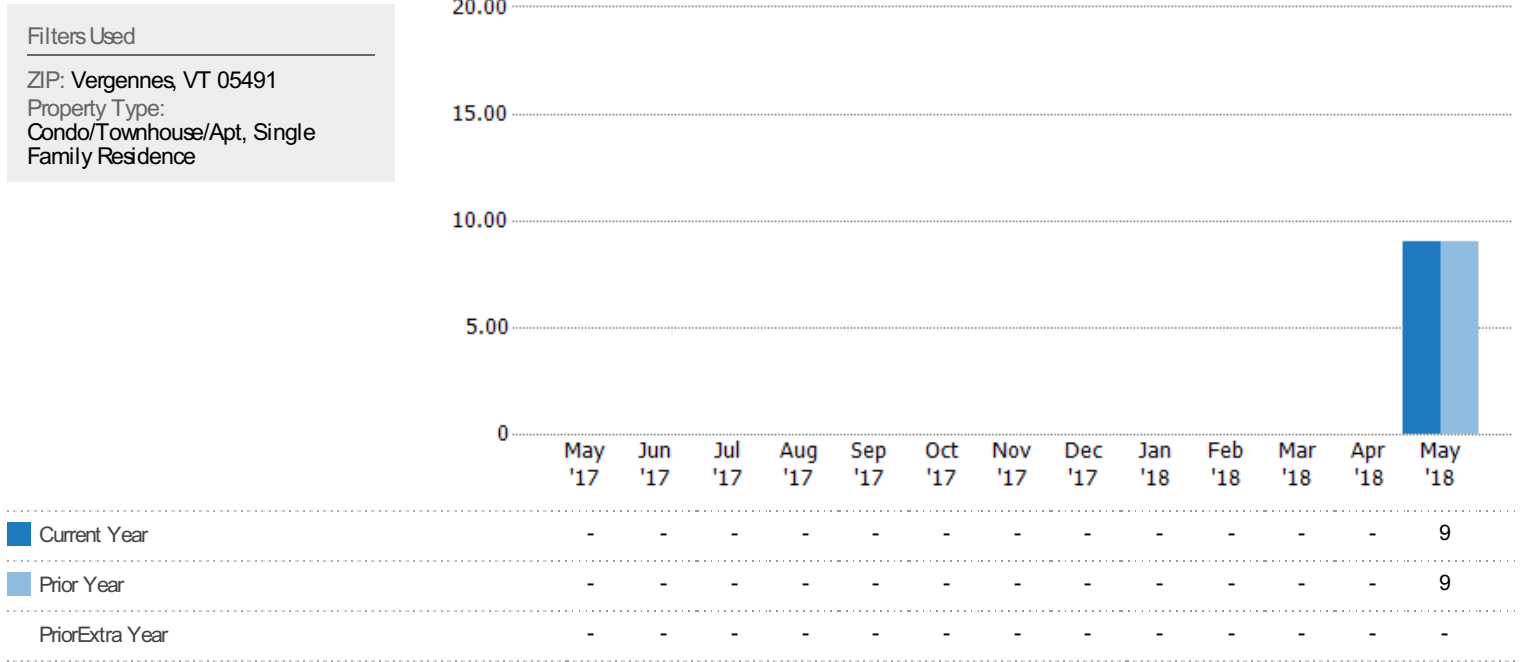 Filters Used
ZIP: Vergennes, VT 05491
Property Type:
Condo/Townhouse/Apt, Single
Family Residence
20.00
15.00
10.00
5.00
0
May Jun Jul Aug Sep Oct Nov Dec Jan Feb Mar Apr May
'17 '17 '17 '17 '17 '17 '17 '17 '18 '18 '18 '18 '18
Current Year - - - - - - - - - - - - 9
Prior Year - - - - - - - - - - - - 9
PriorExtra Year - - - - - - - - - - - - -